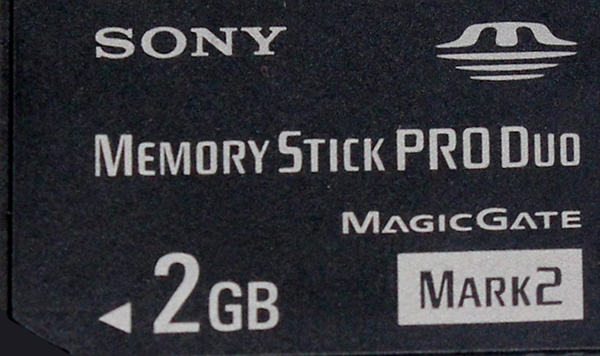 SONY
MEMORY STICK PRO DUO
MAGICGATE
2GB
MARK2